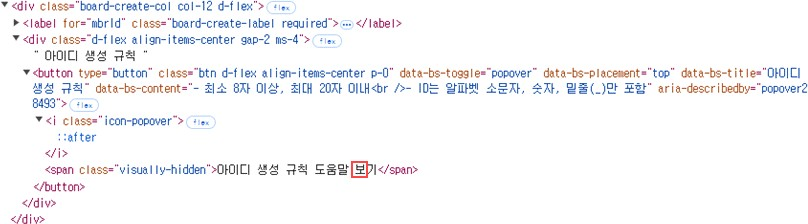 <div class="board-create-col col-12 d-flex"> flex
<label for="mbrId" class="board-create-label required">…</label> flex
<div class="d-flex align-items-center gap-2 ms-4"> flex
" 아이디 생성 규칙 "
<button type="button" class="btn d-flex align-items-center p-0" data-bs-toggle="popover" data-bs-placement="top" data-bs-title="아이디
생성 규칙" data-bs-content="- 최소 8자 이상, 최대 20자 이내<br />- ID는 알파벳 소문자, 숫자, 밑줄(_)만 포함" aria-describedby="popover2
8493"> flex
<i class="icon-popover"> flex
::after
</i>
<span class="visually-hidden">아이디 생성 규칙 도움말 보기</span>
</button>
</div>
</div>